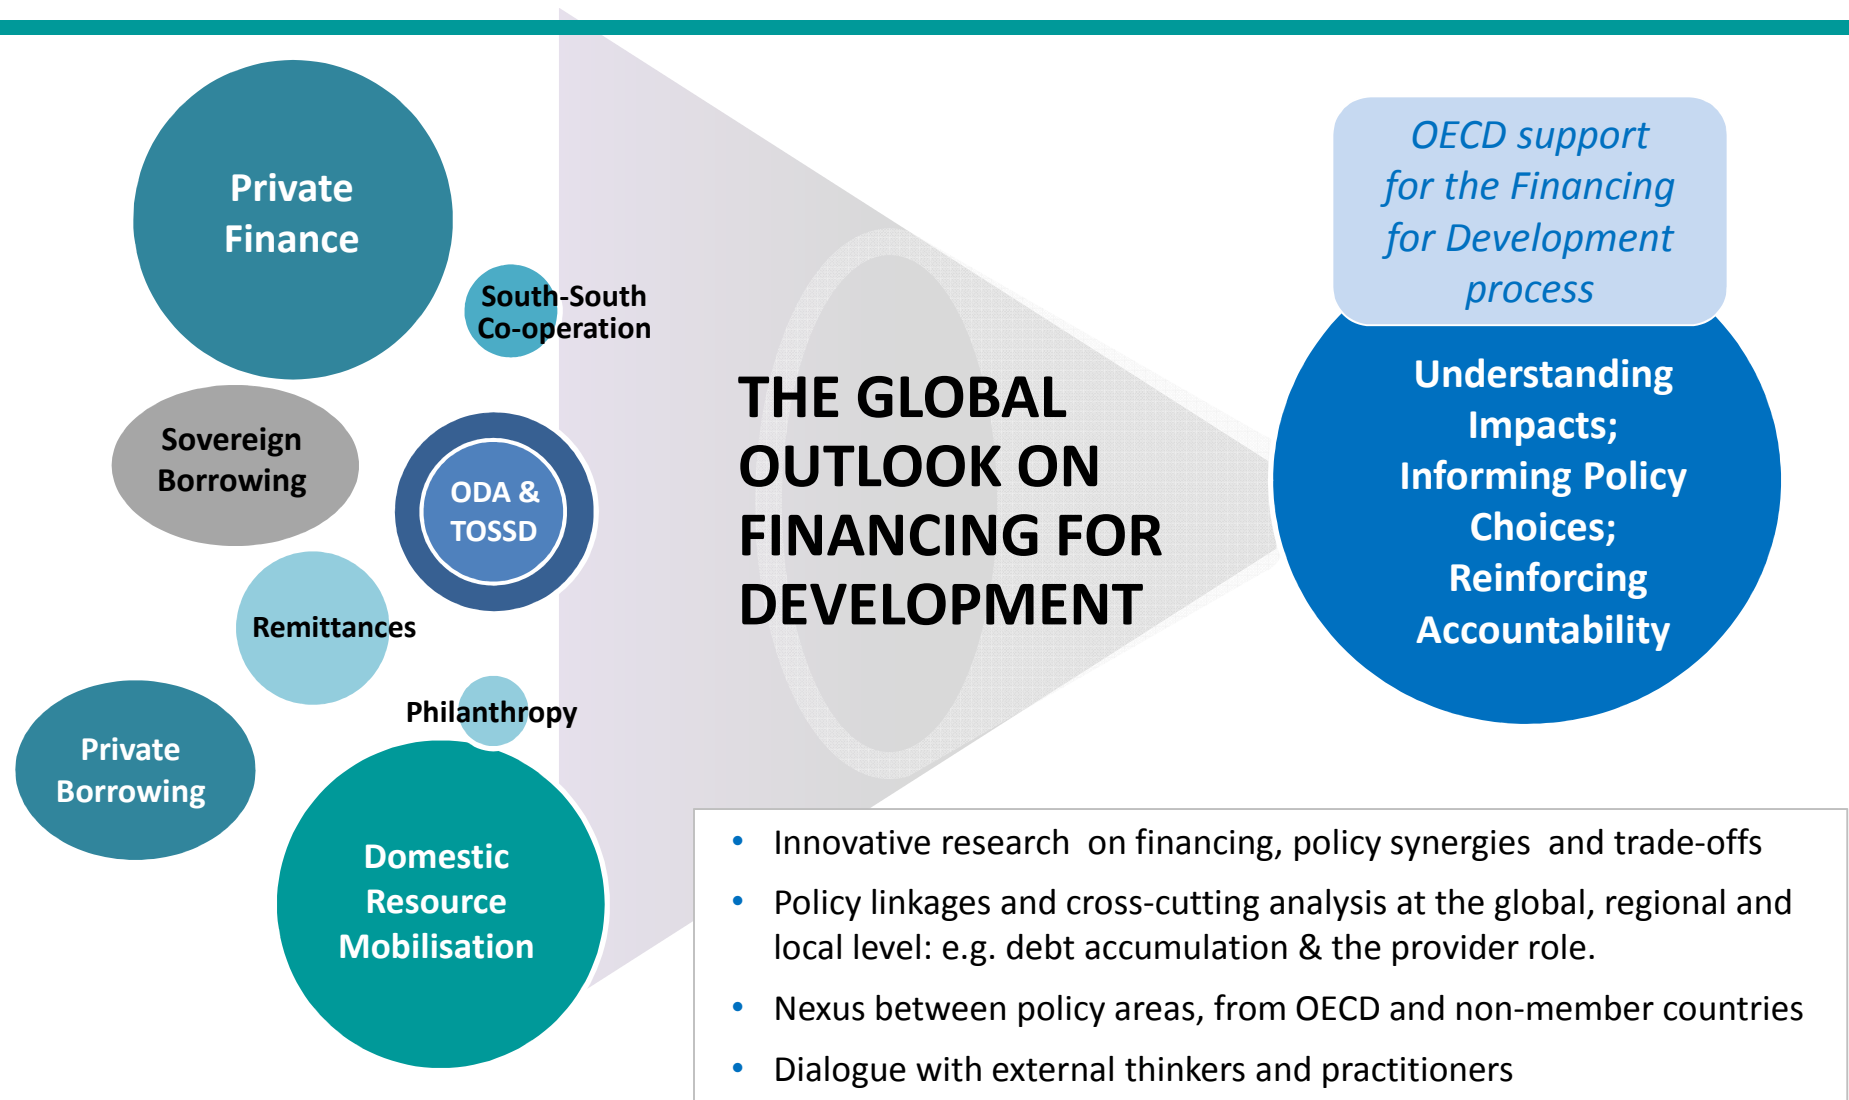 Private
Finance
South-South
Co-operation
Sovereign
Borrowing
ODA &
TOSSD
Remittances
Philanthropy
Private
Borrowing
Domestic
Resource
Mobilisation
THE GLOBAL
OUTLOOK ON
FINANCING FOR
DEVELOPMENT
OECD support
for the Financing
for Development
process
Understanding
Impacts;
Informing Policy
Choices;
Reinforcing
Accountability
• Innovative research on financing, policy synergies and trade-offs
• Policy linkages and cross-cutting analysis at the global, regional and
local level: e.g. debt accumulation & the provider role.
• Nexus between policy areas, from OECD and non-member countries
• Dialogue with external thinkers and practitioners